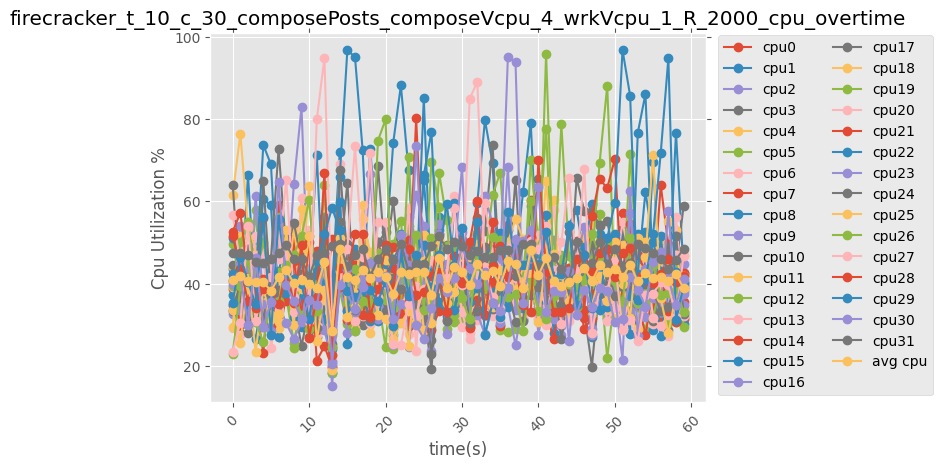 firecracker_t_10_c_30_composePosts_composeVcpu_4_wrkVcpu_1_R_2000_cpu_overtime
100
80
60
40
20
Cpu Utilization %
0
10
20
30
40
50
60
time(s)
cpu0
cpu1
cpu2
cpu3
cpu4
cpu5
cpu6
cpu7
cpu8
cpu9
cpu10
cpu11
cpu12
cpu13
cpu14
cpu15
cpu16
cpu17
cpu18
cpu19
cpu20
cpu21
cpu22
cpu23
cpu24
cpu25
cpu26
cpu27
cpu28
cpu29
cpu30
cpu31
avg cpu